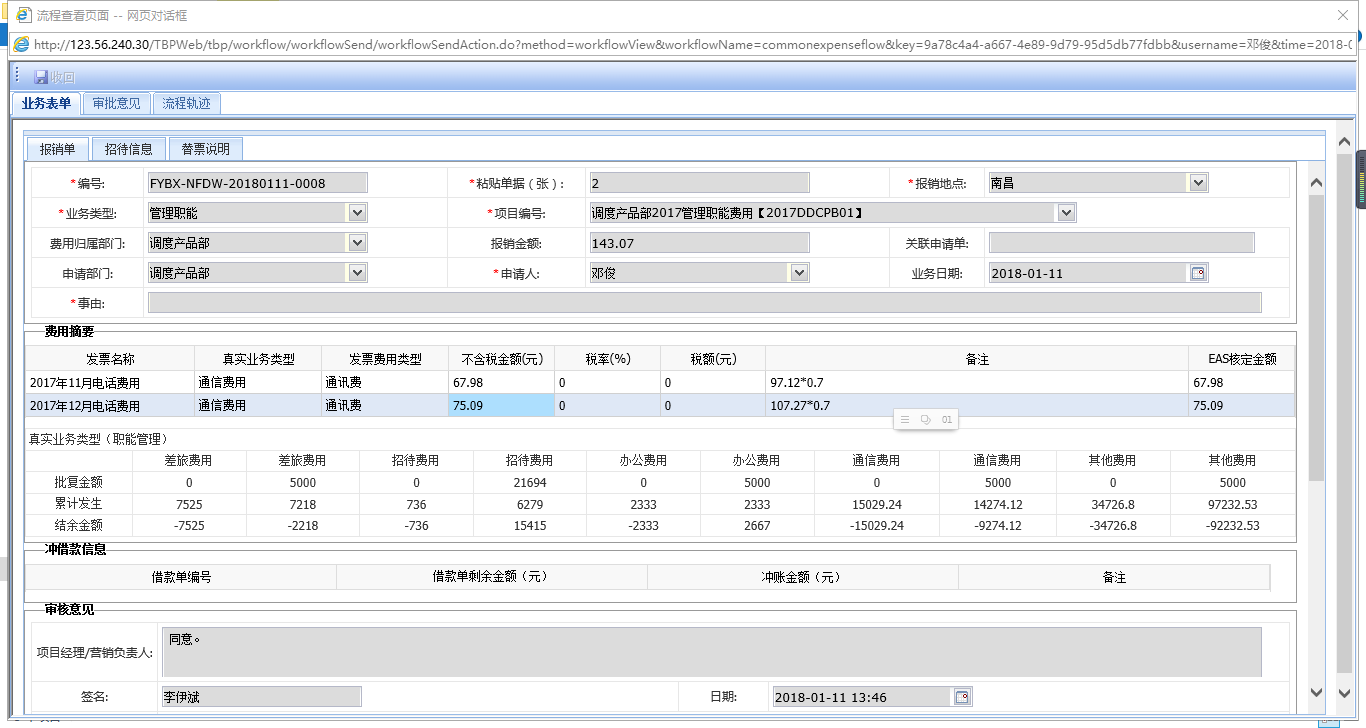 流程查看页面 -- 网页对话框
http://123.56.240.30/TBPWeb/tbp/workflow/workflowSend/workflowSendAction.do?method=workflowView&workflowName=commonexpenseflow&key=9a78c4a4-a667-4e89-9d79-95d5db77fdbb&username=邓俊&time=2018-0
收回
业务表单 审批意见 流程轨迹
报销单 招待信息 替票说明
*编号: FYBX-NFDW-20180111-0008 *粘贴单据（张）: 2 *报销地点: 南昌
*业务类型: 管理职能 *项目编号: 调度产品部2017管理职能费用【2017DDCPB01】
费用归属部门: 调度产品部 报销金额: 143.07 关联申请单:
申请部门: 调度产品部 *申请人: 邓俊 业务日期: 2018-01-11
*事由:
费用摘要
发票名称 真实业务类型 发票费用类型 不含税金额(元) 税率(%) 税额(元) 备注 EAS核定金额
2017年11月电话费用 通信费用 通讯费 67.98 0 0 97.12*0.7 67.98
2017年12月电话费用 通信费用 通讯费 75.09 0 0 107.27*0.7 75.09
01
真实业务类型（职能管理）
差旅费用 差旅费用 招待费用 招待费用 办公费用 办公费用 通信费用 通信费用 其他费用 其他费用
批复金额 0 5000 0 21694 0 5000 0 5000 0 5000
累计发生 7525 7218 736 6279 2333 2333 15029.24 14274.12 34726.8 97232.53
结余金额 -7525 -2218 -736 15415 -2333 2667 -15029.24 -9274.12 -34726.8 -92232.53
冲借款信息
借款单编号 借款单剩余金额（元） 冲账金额（元） 备注
审核意见
项目经理/营销负责人: 同意。
签名: 李伊斌 日期: 2018-01-11 13:46